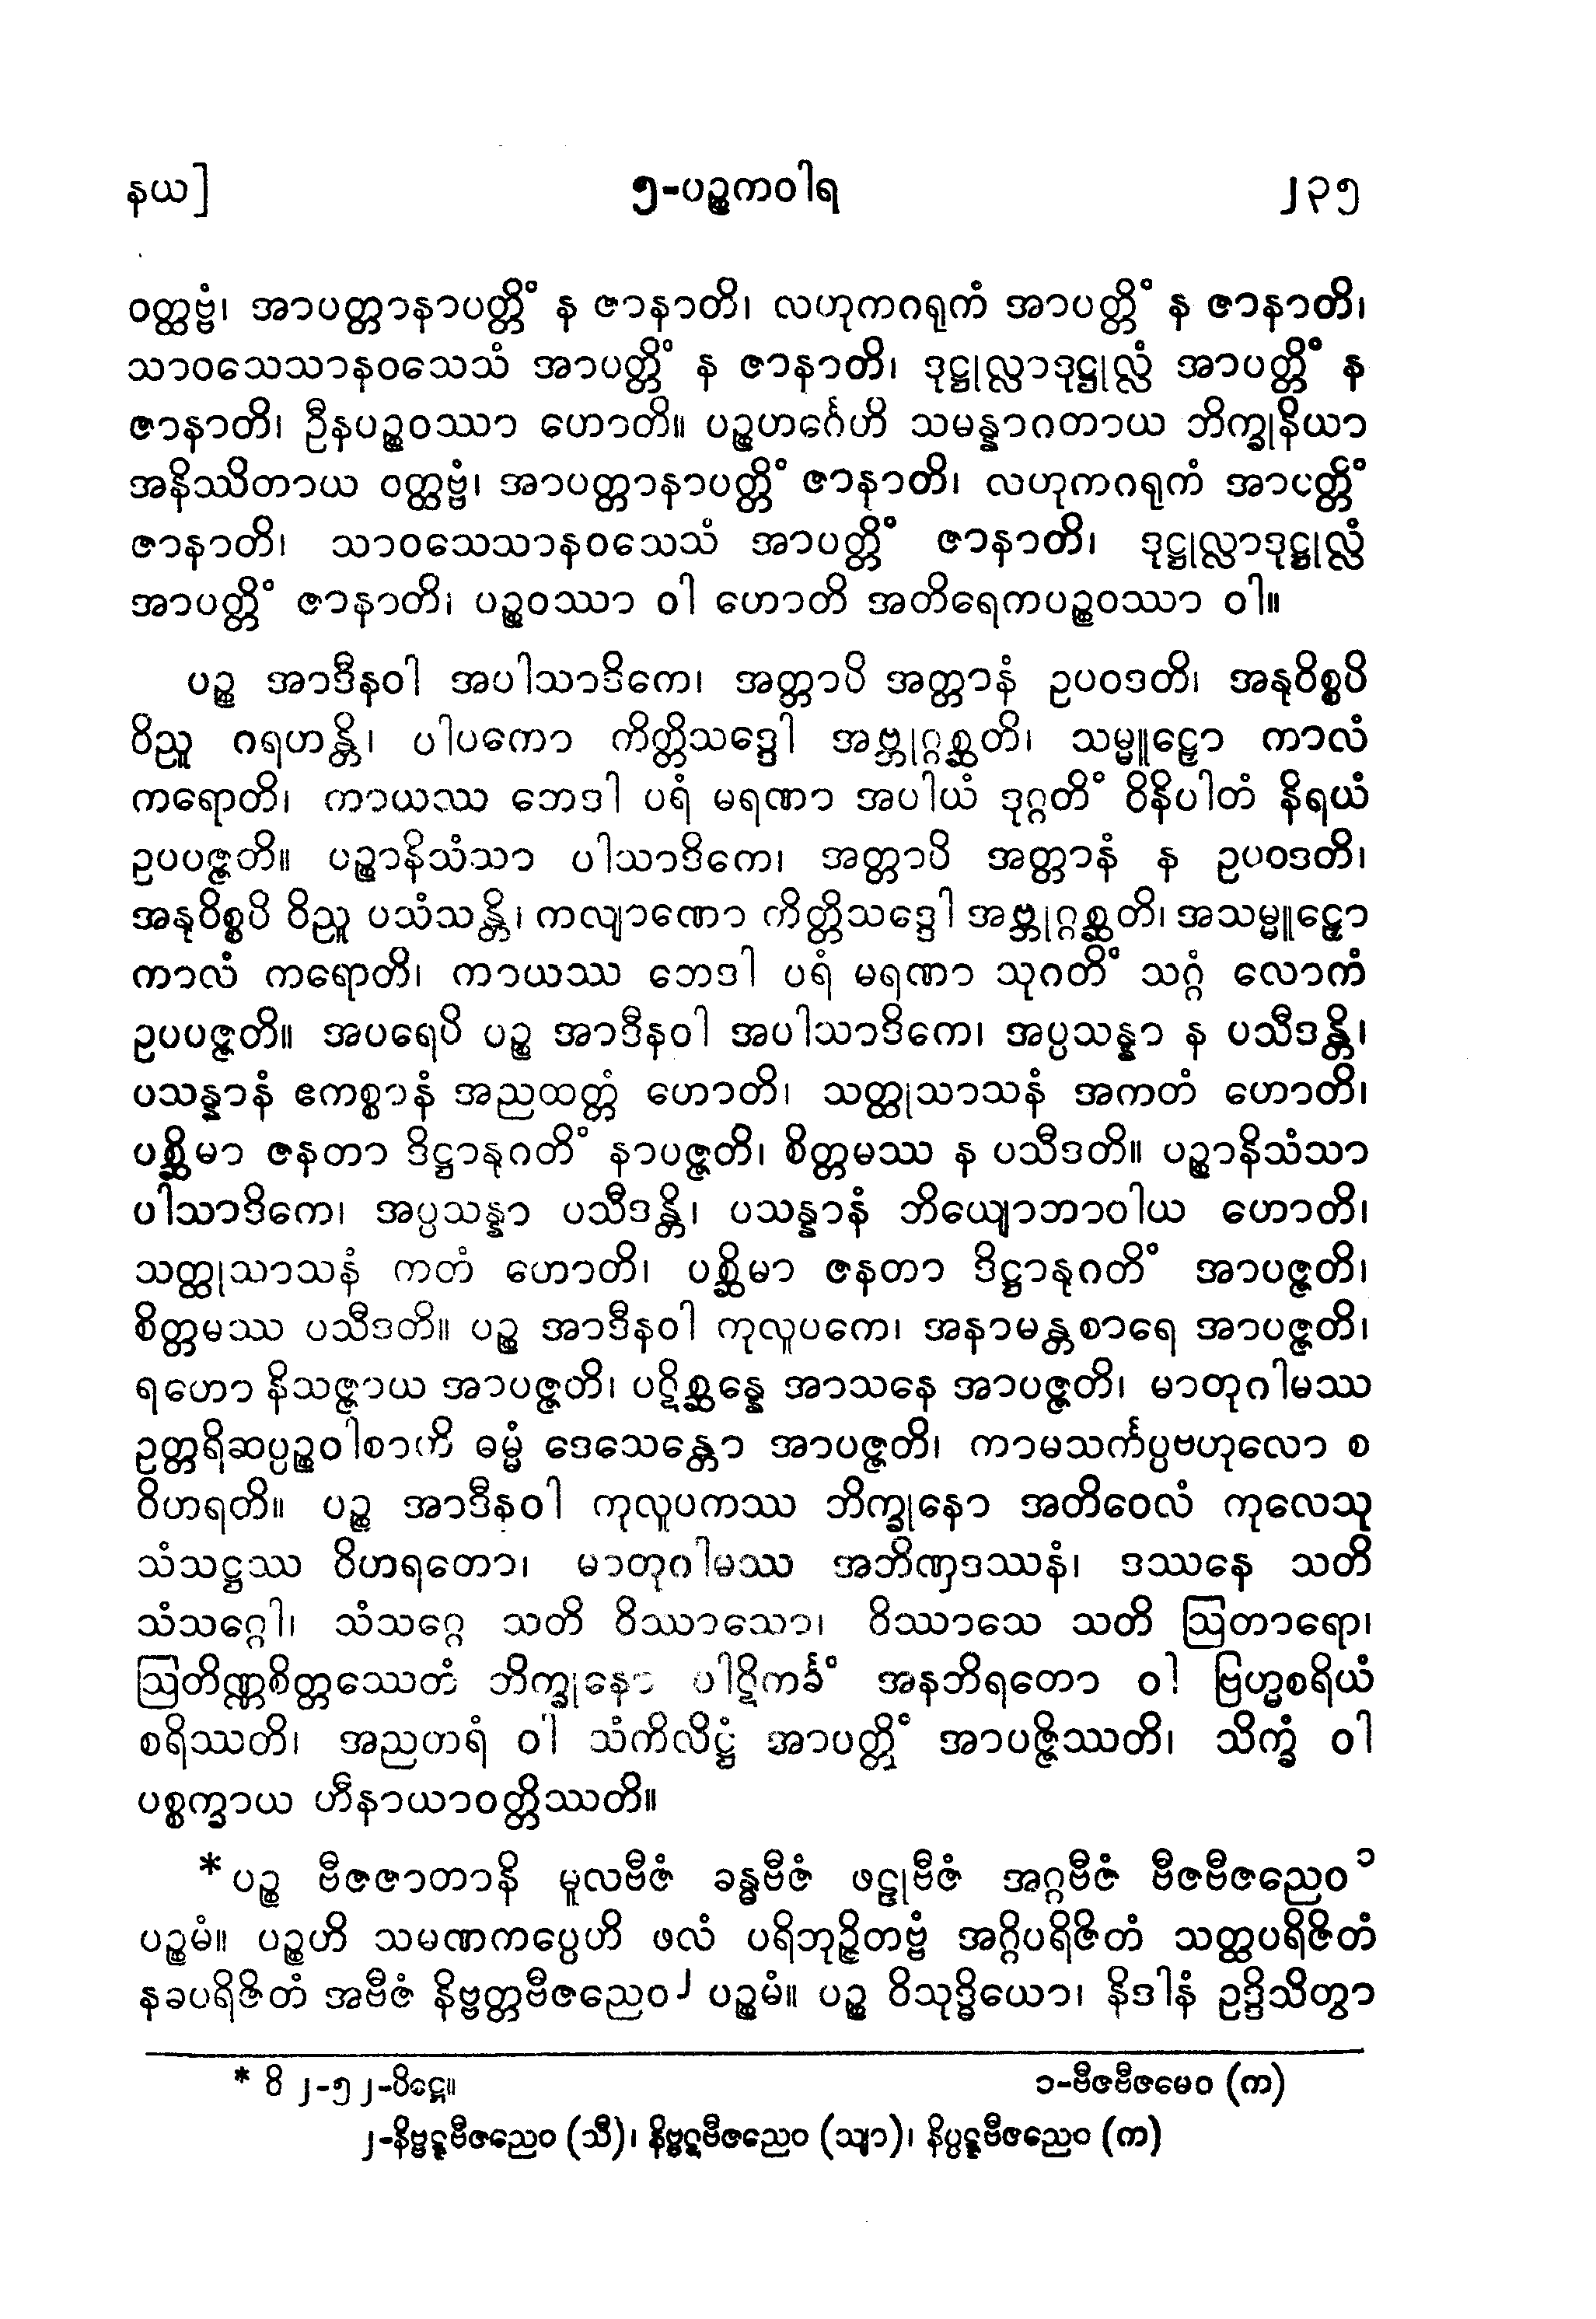 နယ]	၅-ပဉ္စကဝါရ	၂၃၅
ဝတ္ထဗ္ဗံ၊ အာပတ္တာနာပတ္တိံ န ဇာနာတိ၊ လဟုကဂရုကံ အာပတ္တိံ န ဇာနာတိ၊
သာဝသေသာနဝသေသံ အာပတ္တိံ န ဇာနာတိ၊ ဒုဋ္ဌုလ္လာဒုဋ္ဌုလ္လံ အာပတ္တိံ န
ဇာနာတိ၊ ဦနပဉ္စဝဿာ ဟောတိ။ ပဉ္စဟင်္ဂေဟိ သမန္နာဂတာယ ဘိက္ခုနိယာ
အနိဿိတာယ ဝတ္ထဗ္ဗံ၊ အာပတ္တာနာပတ္တိံ ဇာနာတိ၊ လဟုကဂရုကံ အာပတ္တိံ
ဇာနာတိ၊ သာဝသေသာနဝသေသံ အာပတ္တိံ ဇာနာတိ၊ ဒုဋ္ဌုလ္လာဒုဋ္ဌုလ္လံ
အာပတ္တိံ ဇာနာတိ၊ ပဉ္စဝဿာ ဝါ ဟောတိ အတိရေကပဉ္စဝဿာ ဝါ။
ပဉ္စ အာဒီနဝါ အပါသာဒိကေ၊ အတ္တာပိ အတ္တာနံ ဥပဝဒတိ၊ အနုဝိစ္စပိ
ဝိညူ ဂရဟန္တိ၊ ပါပကော ကိတ္တိသဒ္ဒေါ အဗ္ဘုဂ္ဂစ္ဆတိ၊ သမ္မူဠှော ကာလံ
ကရောတိ၊ ကာယဿ ဘေဒါ ပရံ မရဏာ အပါယံ ဒုဂ္ဂတိံ ဝိနိပါတံ နိရယံ
ဥပပဇ္ဇတိ။ ပဉ္စာနိသံသာ ပါသာဒိကေ၊ အတ္တာပိ အတ္တာနံ န ဥပဝဒတိ၊
အနုဝိစ္စပိ ဝိညူ ပသံသန္တိ၊ ကလျာဏော ကိတ္တိသဒ္ဒေါ အဗ္ဘုဂ္ဂစ္ဆတိ၊ အသမ္မူဠှော
ကာလံ ကရောတိ၊ ကာယဿ ဘေဒါ ပရံ မရဏာ သုဂတိံ သဂ္ဂံ လောကံ
ဥပပဇ္ဇတိ။ အပရေပိ ပဉ္စ အာဒီနဝါ အပါသာဒိကေ၊ အပ္ပသန္နာ န ပသီဒန္တိ၊
ပသန္နာနံ ဧကစ္စာနံ အညထတ္တံ ဟောတိ၊ သတ္ထုသာသနံ အကတံ ဟောတိ၊
ပစ္ဆိမာ ဇနတာ ဒိဋ္ဌာနုဂတိံ နာပဇ္ဇတိ၊ စိတ္တမဿ န ပသီဒတိ။ ပဉ္စာနိသံသာ
ပါသာဒိကေ၊ အပ္ပသန္နာ ပသီဒန္တိ၊ ပသန္နာနံ ဘိယျောဘာဝါယ ဟောတိ၊
သတ္ထုသာသနံ ကတံ ဟောတိ၊ ပစ္ဆိမာ ဇနတာ ဒိဋ္ဌာနုဂတိံ အာပဇ္ဇတိ၊
စိတ္တမဿ ပသီဒတိ။ ပဉ္စ အာဒီနဝါ ကုလူပကေ၊ အနာမန္တစာရေ အာပဇ္ဇတိ၊
ရဟော နိသဇ္ဇာယ အာပဇ္ဇတိ၊ ပဋိစ္ဆန္နေ အာသနေ အာပဇ္ဇတိ၊ မာတုဂါမဿ
ဥတ္တရိဆပ္ပဉ္စဝါစာဟိ ဓမ္မံ ဒေသေန္တော အာပဇ္ဇတိ၊ ကာမသင်္ကပ္ပဗဟုလော စ
ဝိဟရတိ။ ပဉ္စ အာဒီနဝါ ကုလူပကဿ ဘိက္ခုနော အတိဝေလံ ကုလေသု
သံသဋ္ဌဿ ဝိဟရတော၊ မာတုဂါမဿ အဘိဏှဒဿနံ၊ ဒဿနေ သတိ
သံသဂ္ဂေါ၊ သံသဂ္ဂေ သတိ ဝိဿာသော၊ ဝိဿာသေ သတိ ဩတာရော၊
ဩတိဏ္ဏစိတ္တဿေတံ ဘိက္ခုနော ပါဋိကင်္ခံ အနဘိရတော ဝါ ဗြဟ္မစရိယံ
စရိဿတိ၊ အညတရံ ဝါ သံကိလိဋ္ဌံ အာပတ္တိံ အာပဇ္ဇိဿတိ၊ သိက္ခံ ဝါ
ပစ္စက္ခာယ ဟီနာယာဝတ္တိဿတိ။
* ပဉ္စ ဗီဇဇာတာနိ မူလဗီဇံ ခန္ဓဗီဇံ ဖဠုဗီဇံ အဂ္ဂဗီဇံ ဗီဇဗီဇညေဝ ၁
ပဉ္စမံ။ ပဉ္စဟိ သမဏကပ္ပေဟိ ဖလံ ပရိဘုဉ္ဇိတဗ္ဗံ အဂ္ဂိပရိဇိတံ သတ္ထပရိဇိတံ
နခပရိဇိတံ အဗီဇံ နိဗ္ဗတ္တဗီဇညေဝ ၂ ပဉ္စမံ။ ပဉ္စ ဝိသုဒ္ဓိယော၊ နိဒါနံ ဥဒ္ဒိသိတွာ
* ဝိ ၂-၅၂-ပိဋ္ဌေ။	၁-ဗီဇဗီဇမေဝ (က)
၂-နိဗ္ဗဋ္ဋဗီဇညေဝ (သီ)၊ နိဗ္ဗဋ္ဋဗီဇညေဝ (သျာ)၊ နိပ္ပဋ္ဋဗီဇညေဝ (က)